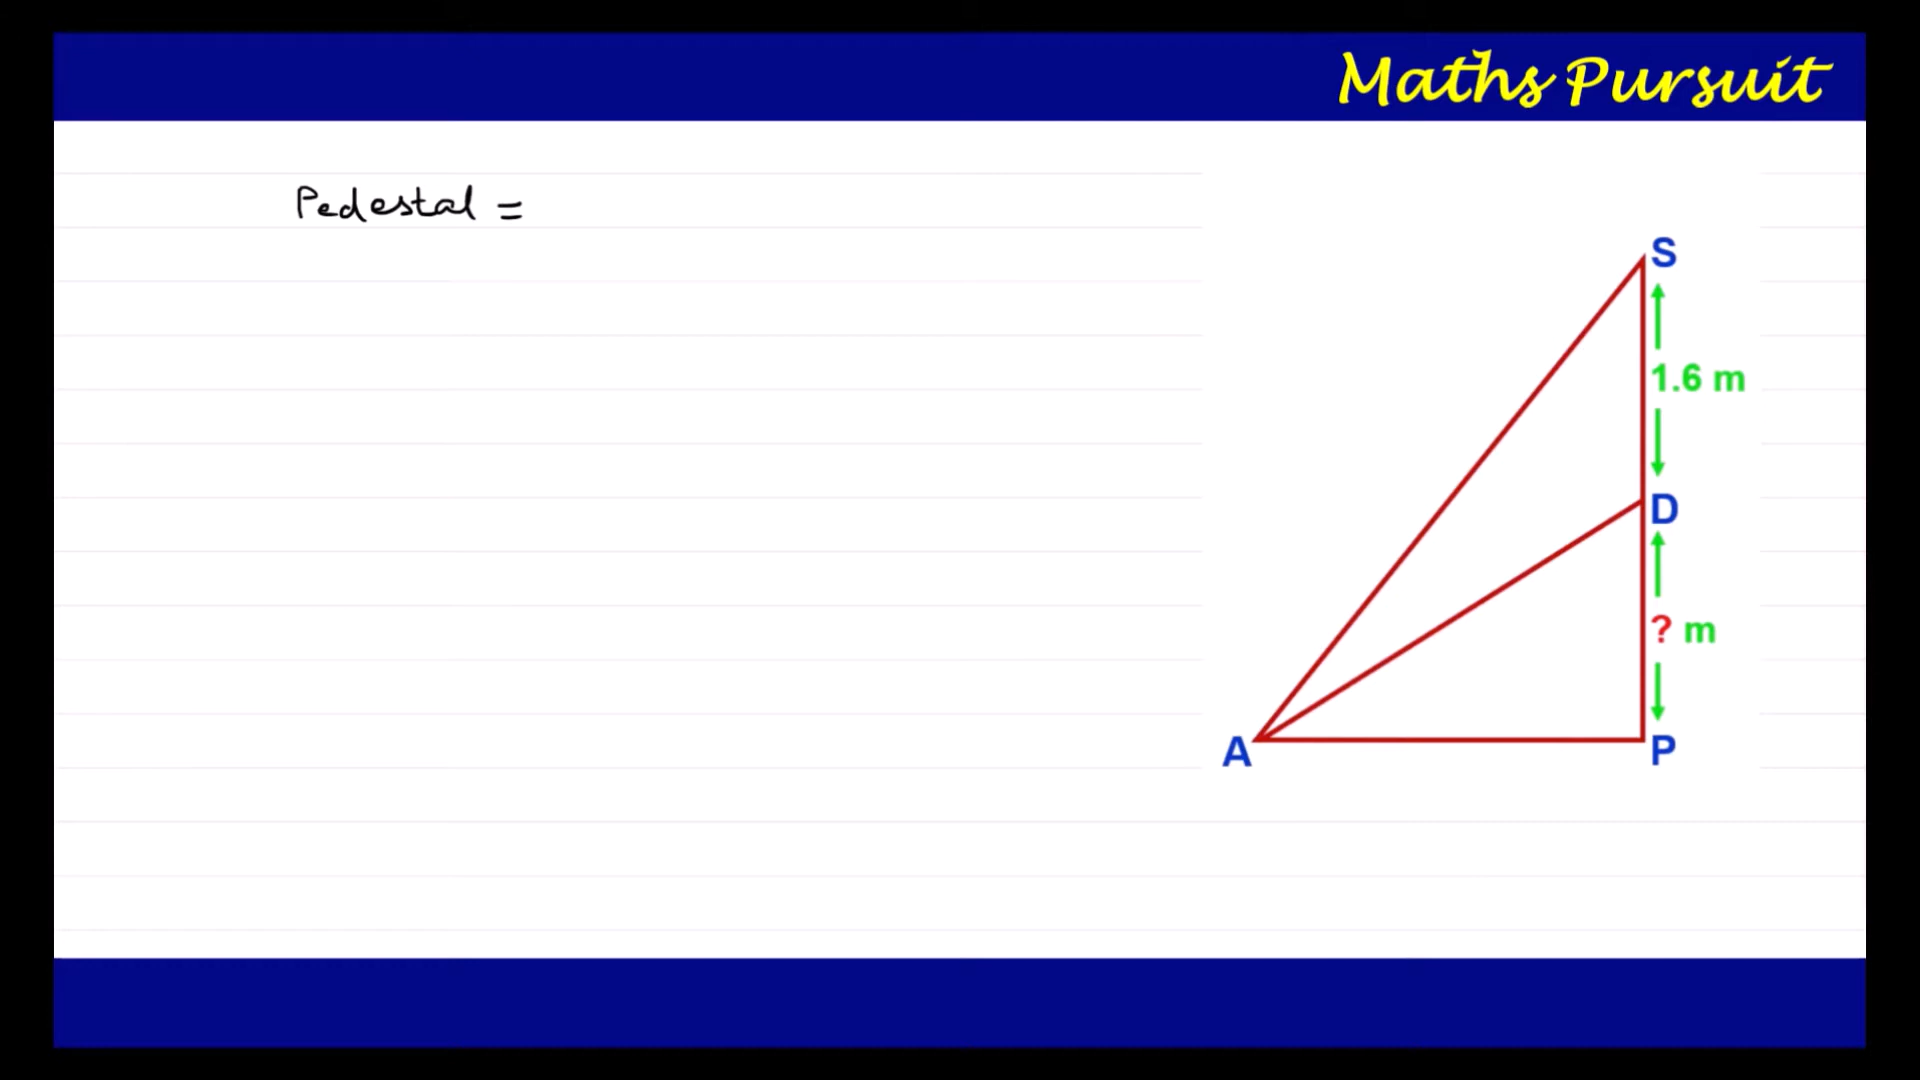 Maths Pursuit
Pedestal =
S
1.6 m
D
? m
A
P